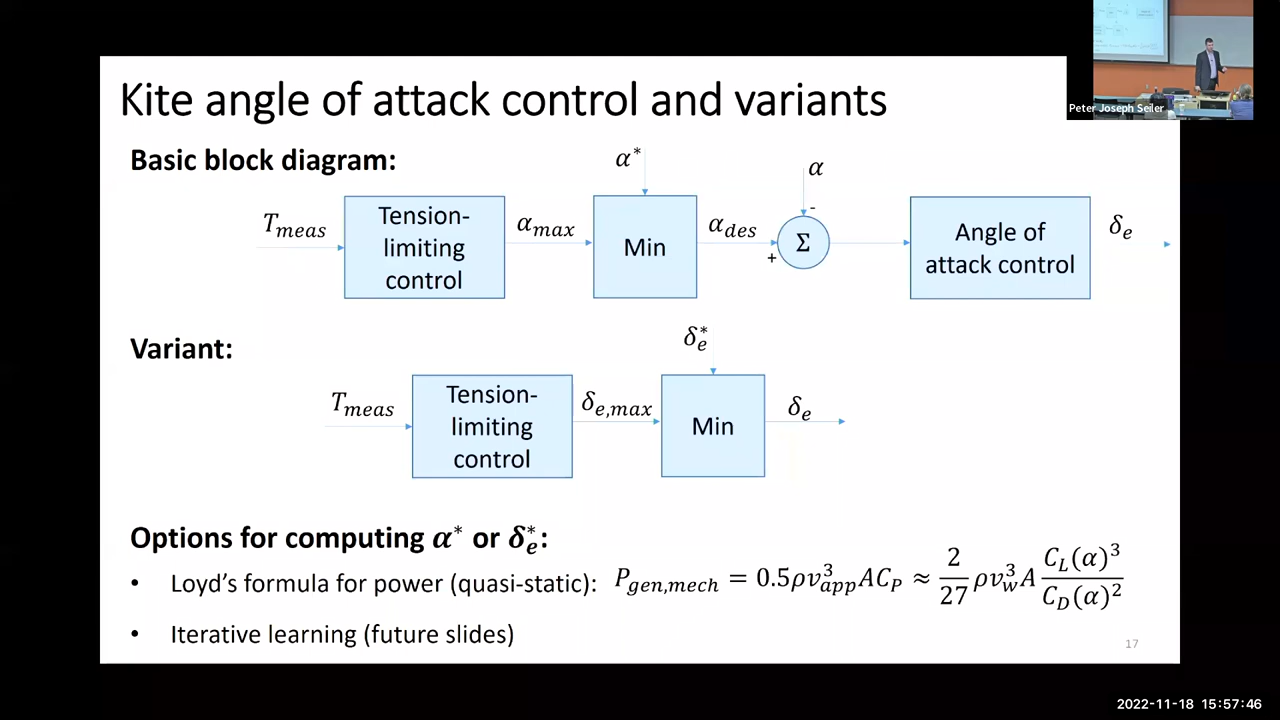 Kite angle of attack control and variants
Peter Joseph Seiler
Basic block diagram:
α*
α
-
T_meas
Tension-
limiting
control
α_max
Min
α_des
+
Σ
Angle of
attack control
δ_e
Variant:
δ_e^*
T_meas
Tension-
limiting
control
δ_e,max
Min
δ_e
Options for computing α* or δ_e^*:
• Loyd's formula for power (quasi-static): P_gen,mech = 0.5ρv_app^3 AC_P ≈ 2/27 ρv_w^3 A C_L(α)^3/C_D(α)^2
• Iterative learning (future slides)
17
2022-11-18 15:57:46